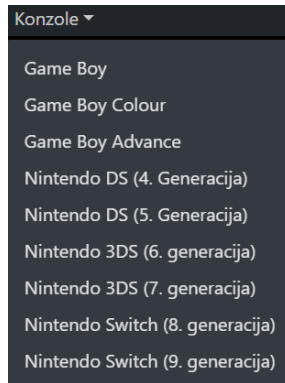 Konzole
Game Boy
Game Boy Colour
Game Boy Advance
Nintendo DS (4. Generacija)
Nintendo DS (5. Generacija)
Nintendo 3DS (6. generacija)
Nintendo 3DS (7. generacija)
Nintendo Switch (8. generacija)
Nintendo Switch (9. generacija)